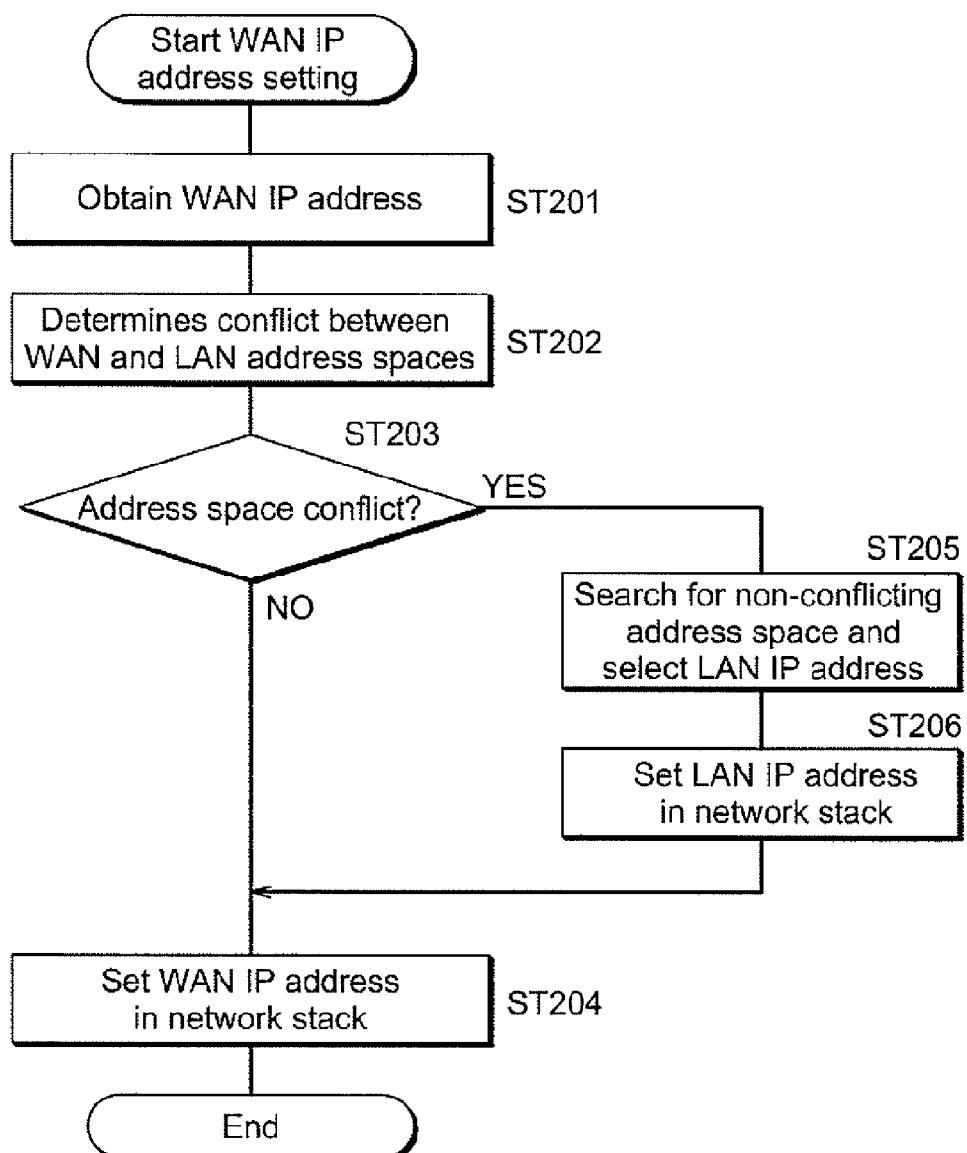 Start WAN IP
address setting
Obtain WAN IP address
ST201
Determines conflict between
WAN and LAN address spaces
ST202
ST203
Address space conflict?
YES
NO
ST205
Search for non-conflicting
address space and
select LAN IP address
ST206
Set LAN IP address
in network stack
Set WAN IP address
in network stack
ST204
End